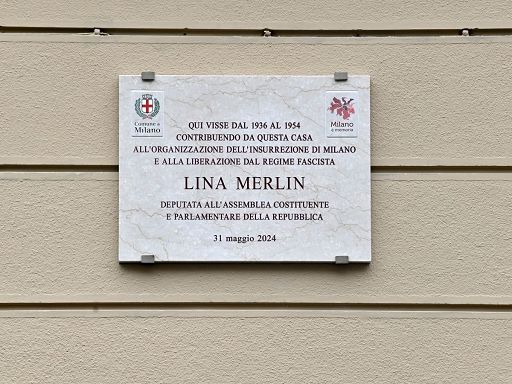 Comune di
Milano
Milano
è memoria
QUI VISSE DAL 1936 AL 1954
CONTRIBUENDO DA QUESTA CASA
ALL'ORGANIZZAZIONE DELL'INSURREZIONE DI MILANO
E ALLA LIBERAZIONE DAL REGIME FASCISTA
LINA MERLIN
DEPUTATA ALL'ASSEMBLEA COSTITUENTE
E PARLAMENTARE DELLA REPUBBLICA
31 maggio 2024